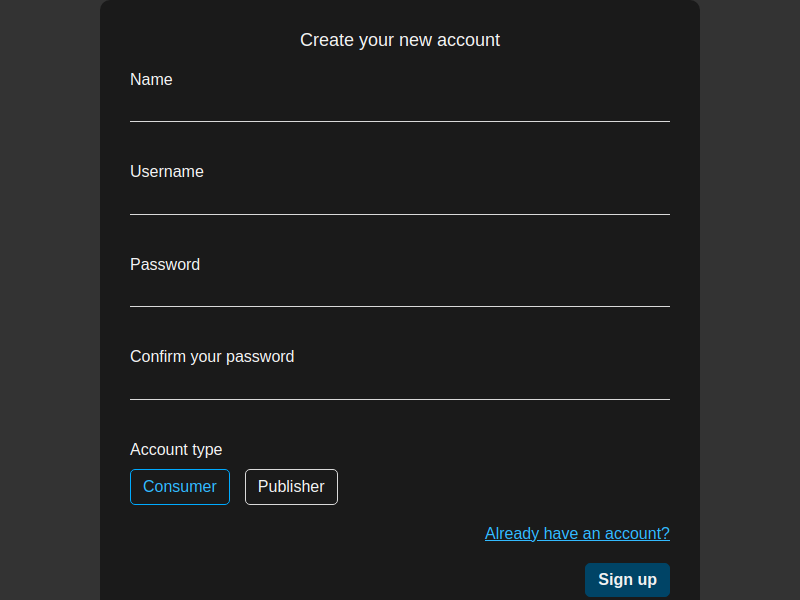 Create your new account
Name
Username
Password
Confirm your password
Account type
Consumer Publisher
Already have an account?
Sign up